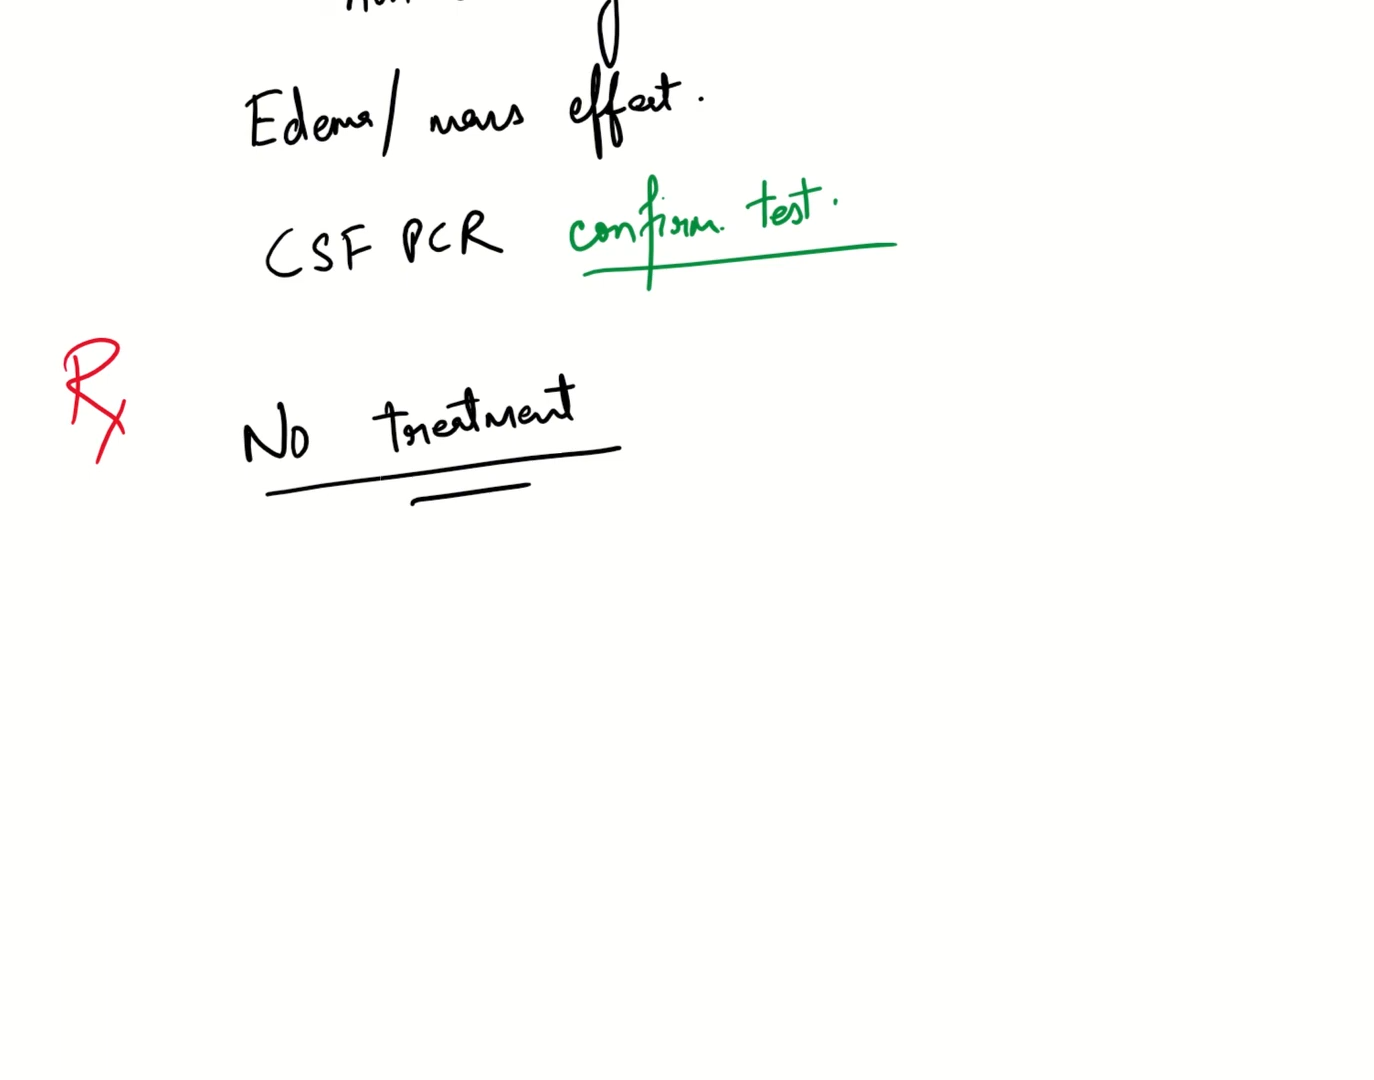 Edema/ mass effect.
CSF PCR confirm test.
Rx
No treatment